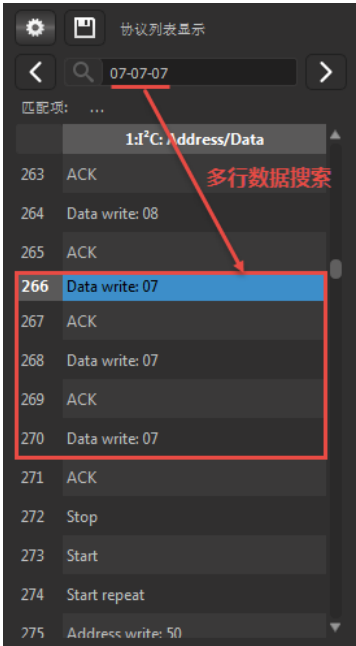 协议列表显示
07-07-07
匹配项: ...
1:I²C: Address/Data
263 ACK
多行数据搜索
264 Data write: 08
265 ACK
266 Data write: 07
267 ACK
268 Data write: 07
269 ACK
270 Data write: 07
271 ACK
272 Stop
273 Start
274 Start repeat
275 Address write: 50